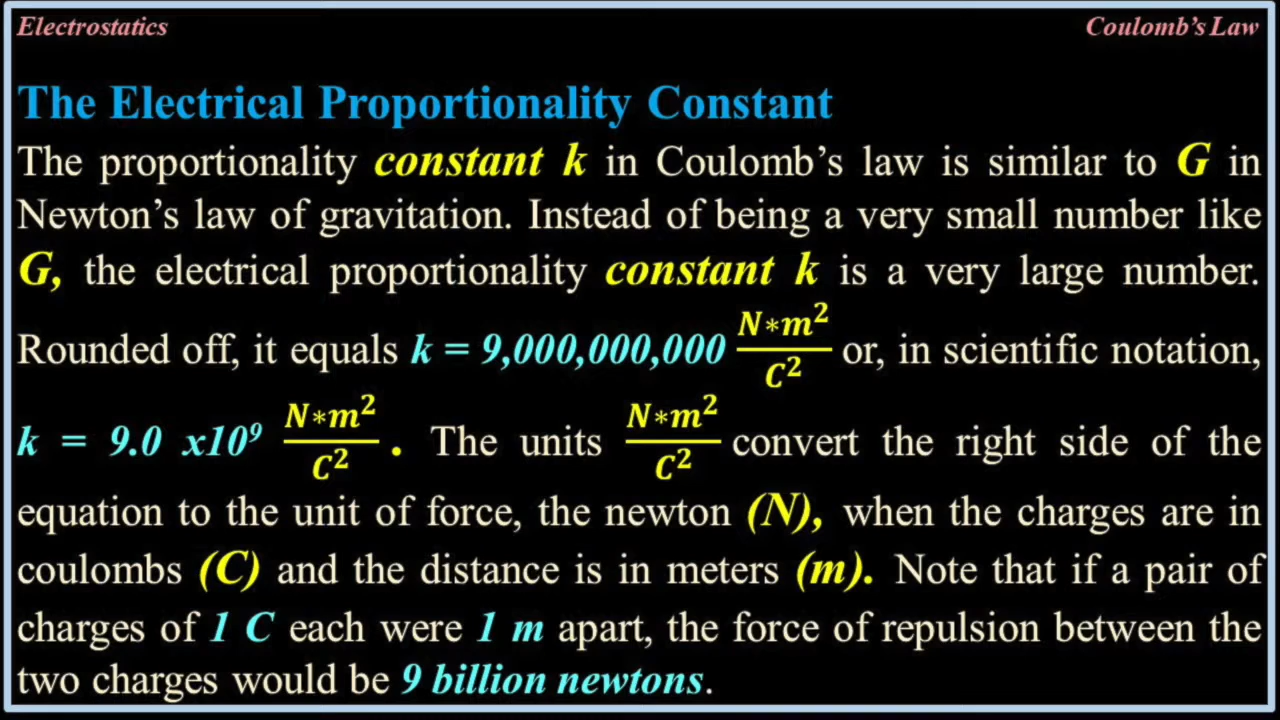 Electrostatics Coulomb’s Law
The Electrical Proportionality Constant
The proportionality constant k in Coulomb’s law is similar to G in
Newton’s law of gravitation. Instead of being a very small number like
G, the electrical proportionality constant k is a very large number.
Rounded off, it equals k = 9,000,000,000 N∗m²/C² or, in scientific notation,
k = 9.0 x10⁹ N∗m²/C² . The units N∗m²/C² convert the right side of the
equation to the unit of force, the newton (N), when the charges are in
coulombs (C) and the distance is in meters (m). Note that if a pair of
charges of 1 C each were 1 m apart, the force of repulsion between the
two charges would be 9 billion newtons.